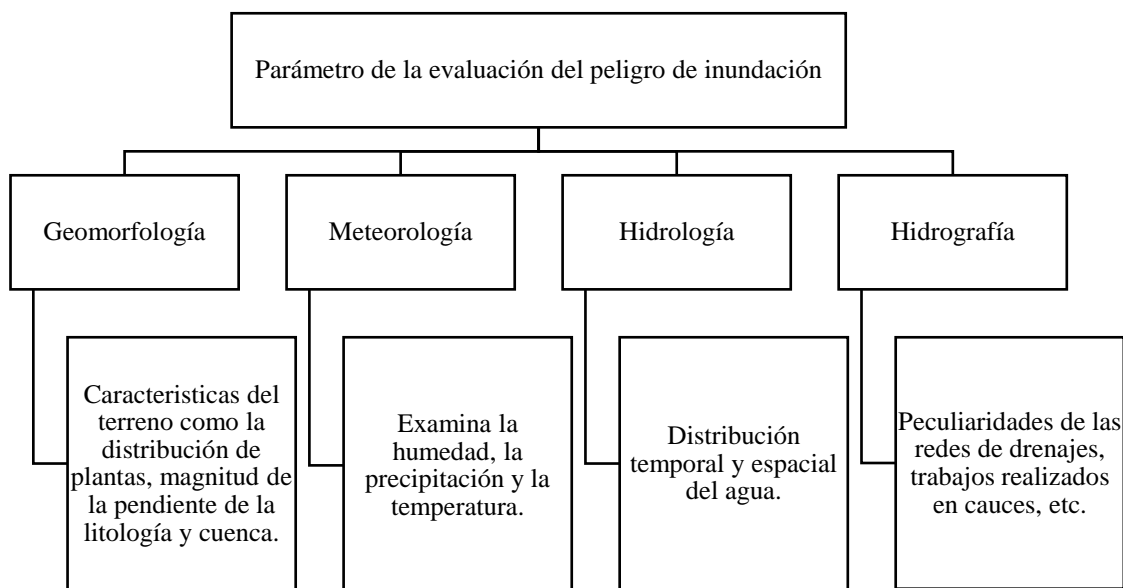 Parámetro de la evaluación del peligro de inundación
Geomorfología
Meteorología
Hidrología
Hidrografía
Caracteristicas del
terreno como la
distribución de
plantas, magnitud de
la pendiente de la
litología y cuenca.
Examina la
humedad, la
precipitación y la
temperatura.
Distribución
temporal y espacial
del agua.
Peculiaridades de las
redes de drenajes,
trabajos realizados
en cauces, etc.